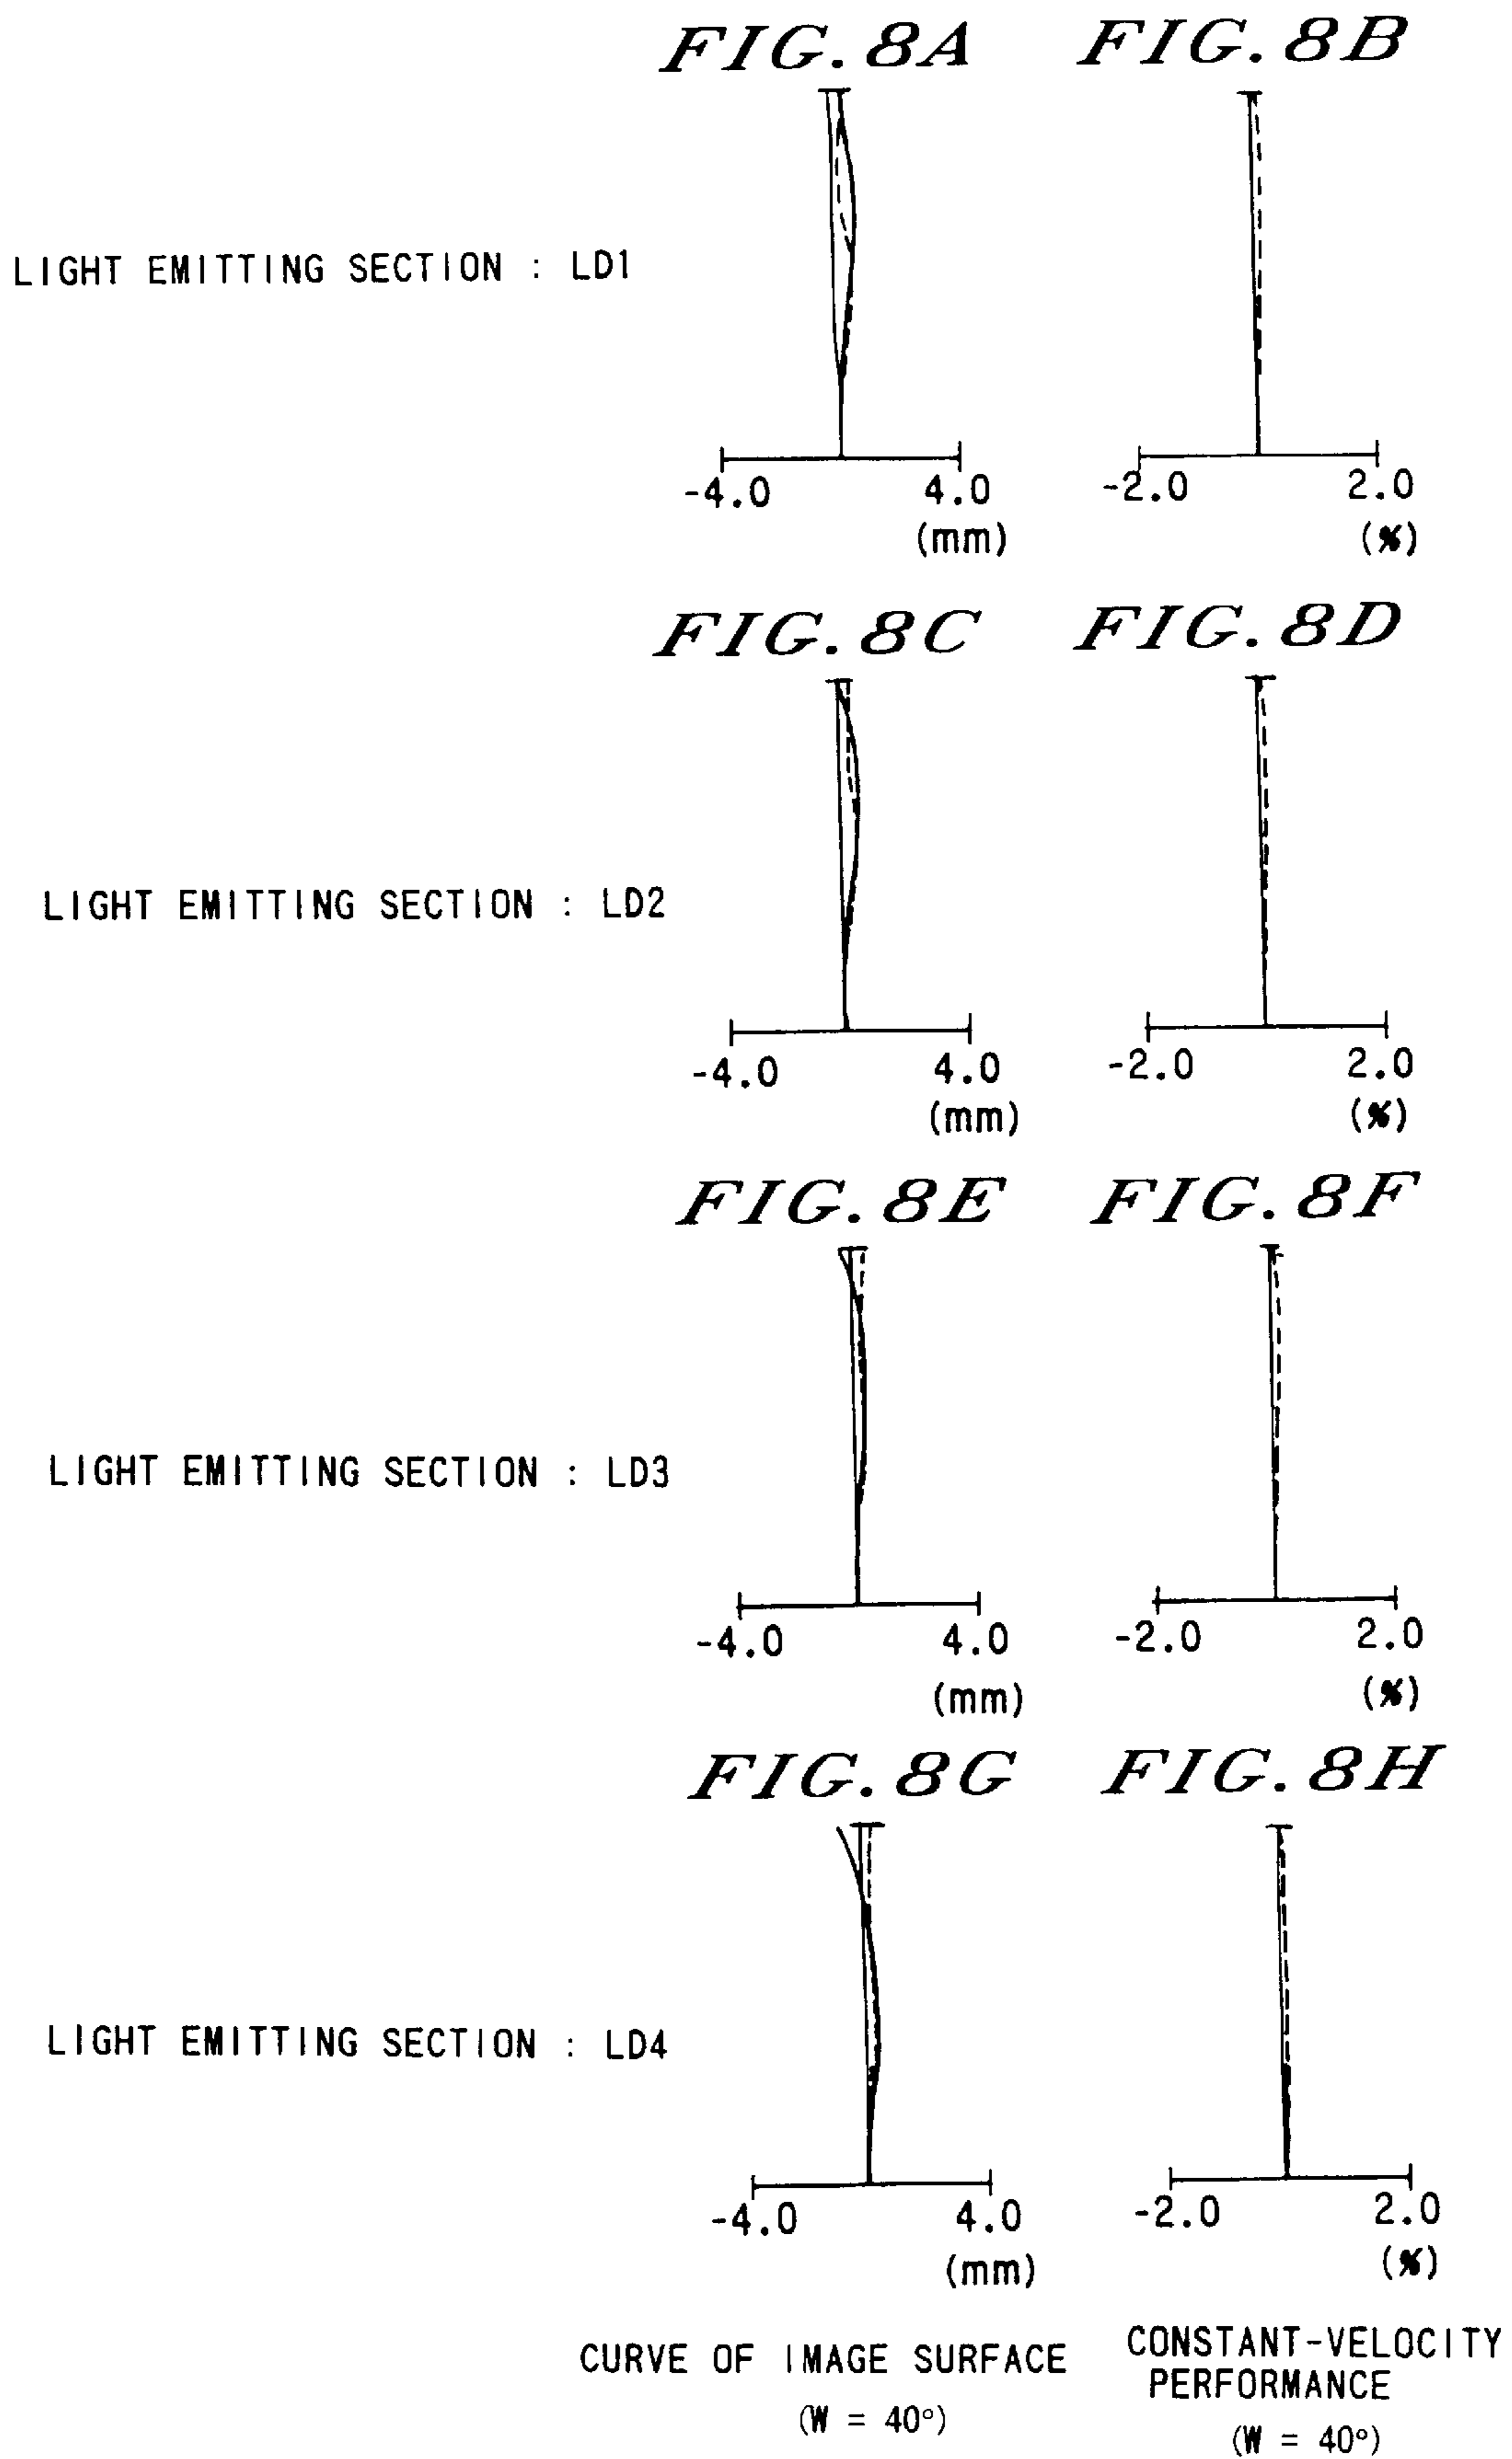 FIG. 8A FIG. 8B
LIGHT EMITTING SECTION : LD1
-4.0 4.0 -2.0 2.0
(mm) (%)
FIG. 8C FIG. 8D
LIGHT EMITTING SECTION : LD2
-4.0 4.0 -2.0 2.0
(mm) (%)
FIG. 8E FIG. 8F
LIGHT EMITTING SECTION : LD3
-4.0 4.0 -2.0 2.0
(mm) (%)
FIG. 8G FIG. 8H
LIGHT EMITTING SECTION : LD4
-4.0 4.0 -2.0 2.0
(mm) (%)
CURVE OF IMAGE SURFACE
(W = 40°)
CONSTANT-VELOCITY
PERFORMANCE
(W = 40°)